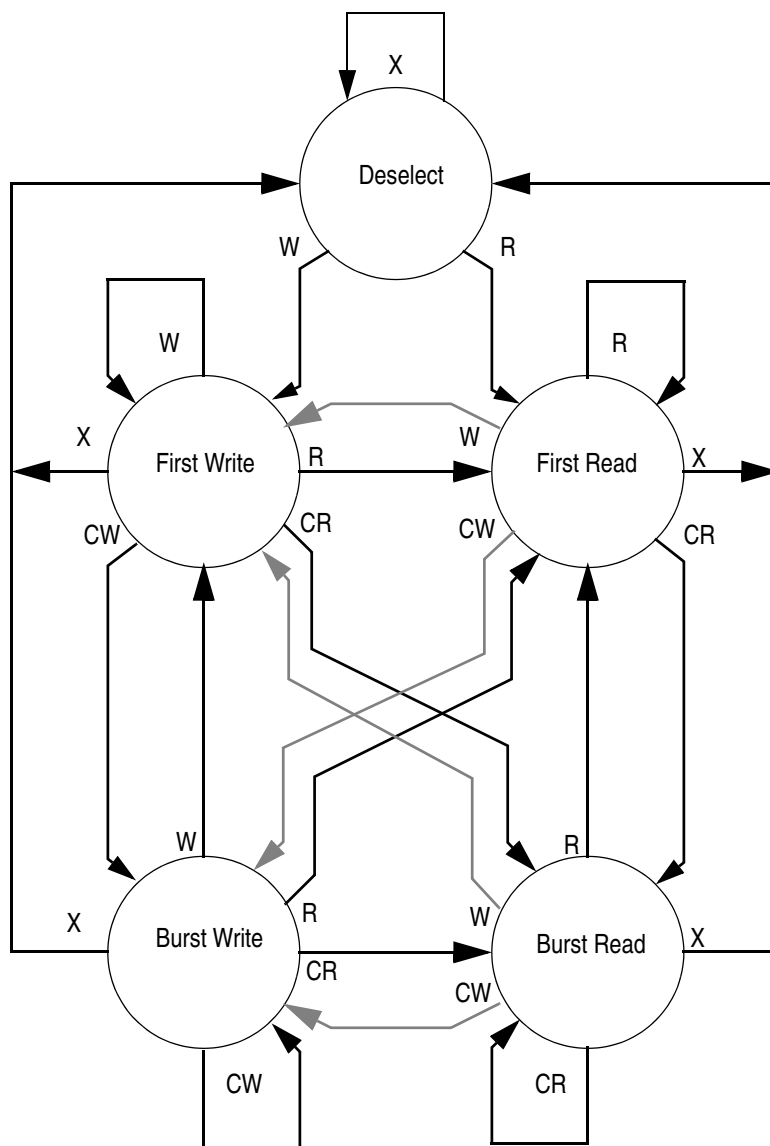 X
Deselect
W
R
W
R
X
W
First Write
R
First Read
X
CW
CR
CW
CR
W
R
X
R
W
Burst Write
Burst Read
X
CR
CW
CW
CR